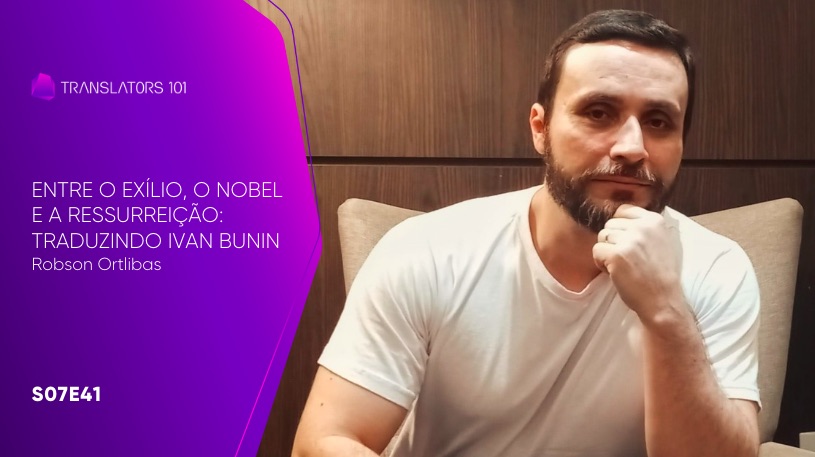 TRANSLATORS 101
ENTRE O EXÍLIO, O NOBEL
E A RESSURREIÇÃO:
TRADUZINDO IVAN BUNIN
Robson Ortlibas
S07E41